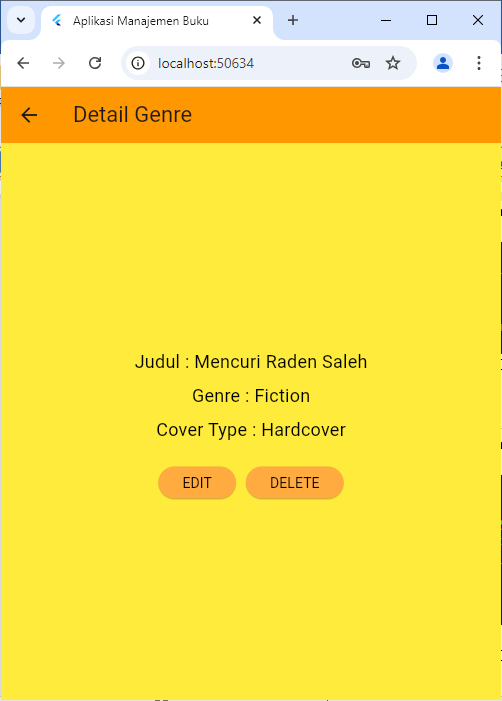 Aplikasi Manajemen Buku
localhost:50634
Detail Genre
Judul : Mencuri Raden Saleh
Genre : Fiction
Cover Type : Hardcover
EDIT DELETE